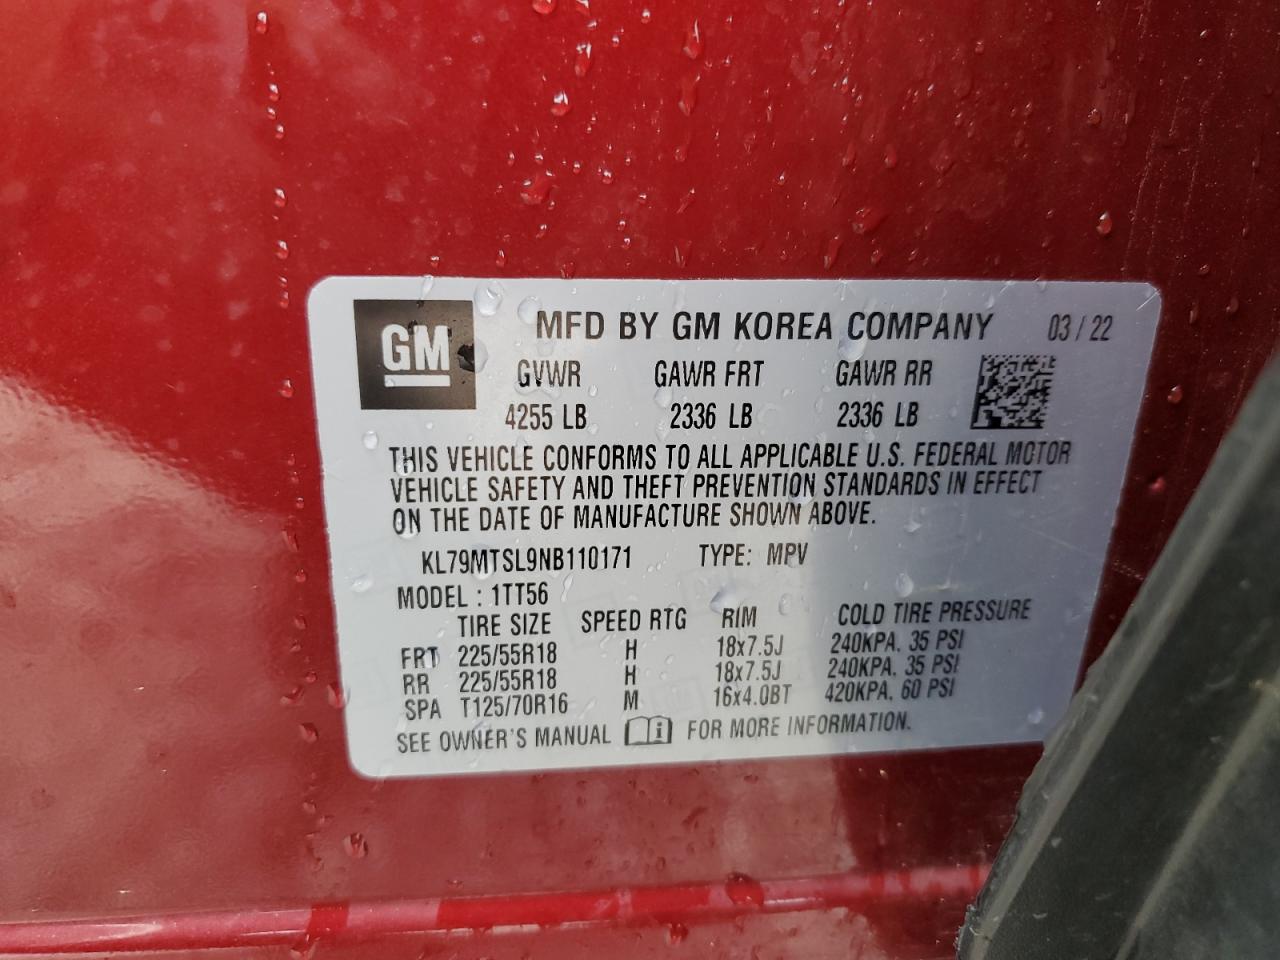 GM
MFD BY GM KOREA COMPANY 03/22
GVWR GAWR FRT GAWR RR
4255 LB 2336 LB 2336 LB
THIS VEHICLE CONFORMS TO ALL APPLICABLE U.S. FEDERAL MOTOR
VEHICLE SAFETY AND THEFT PREVENTION STANDARDS IN EFFECT
ON THE DATE OF MANUFACTURE SHOWN ABOVE.
KL79MTSL9NB110171 TYPE: MPV
MODEL : 1TT56
TIRE SIZE SPEED RTG RIM COLD TIRE PRESSURE
FRT 225/55R18 H 18x7.5J 240KPA, 35 PSI
RR 225/55R18 H 18x7.5J 240KPA, 35 PSI
SPA T125/70R16 M 16x4.0BT 420KPA, 60 PSI
SEE OWNER'S MANUAL i FOR MORE INFORMATION.